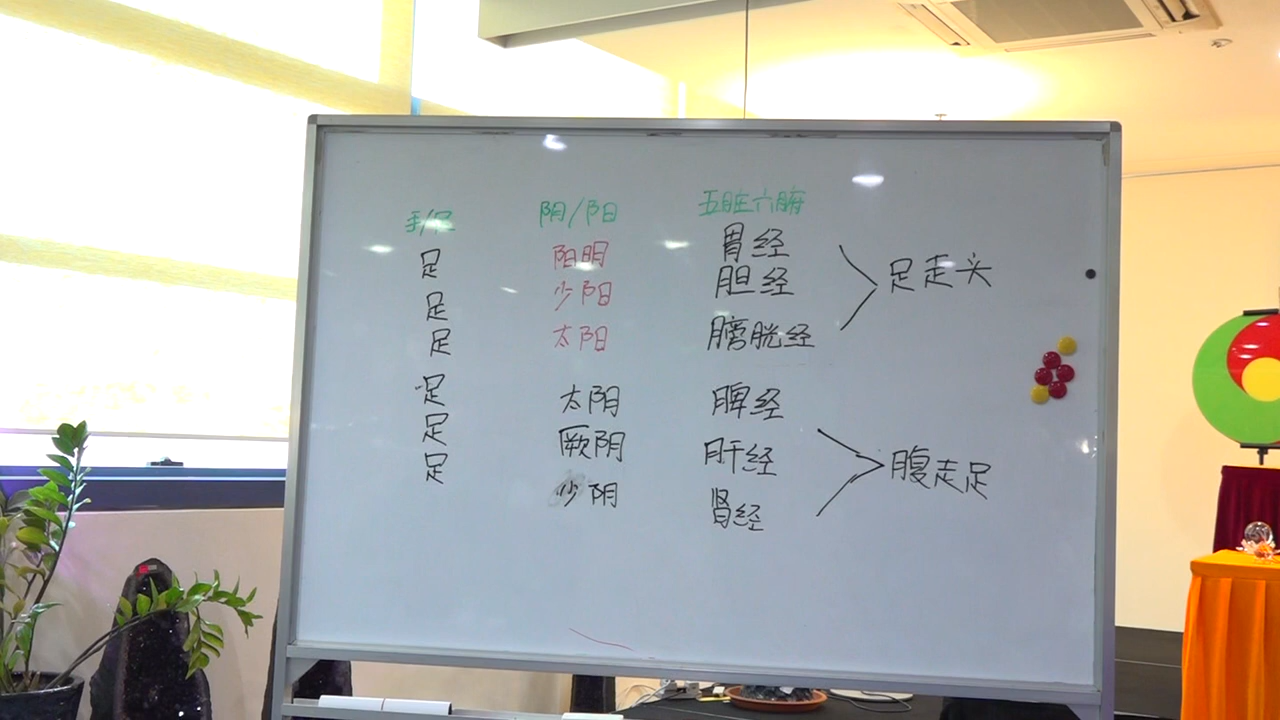 手/足 阴/阳 五脏六腑
足 阳明 胃经
足 少阳 胆经 足走头
足 太阳 膀胱经
足 太阴 脾经
足 厥阴 肝经 腹走足
足 少阴 肾经